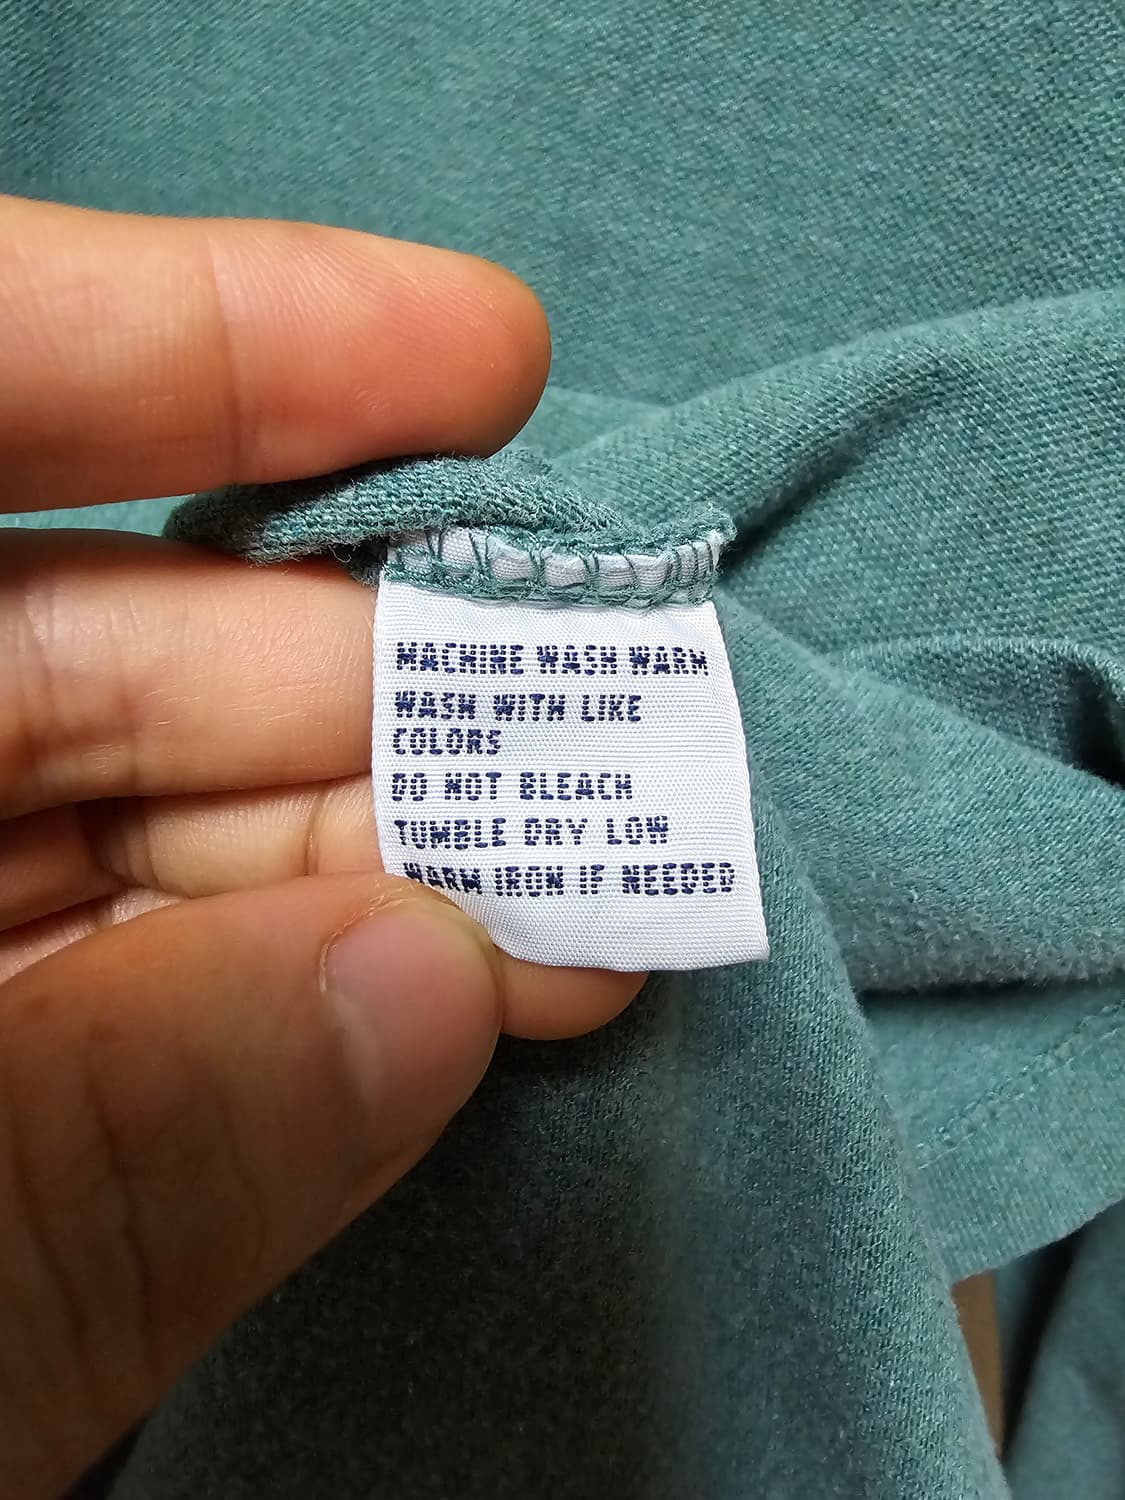 MACHINE WASH WARM
WASH WITH LIKE
COLORS
DO NOT BLEACH
TUMBLE DRY LOW
WARM IRON IF NEEDED